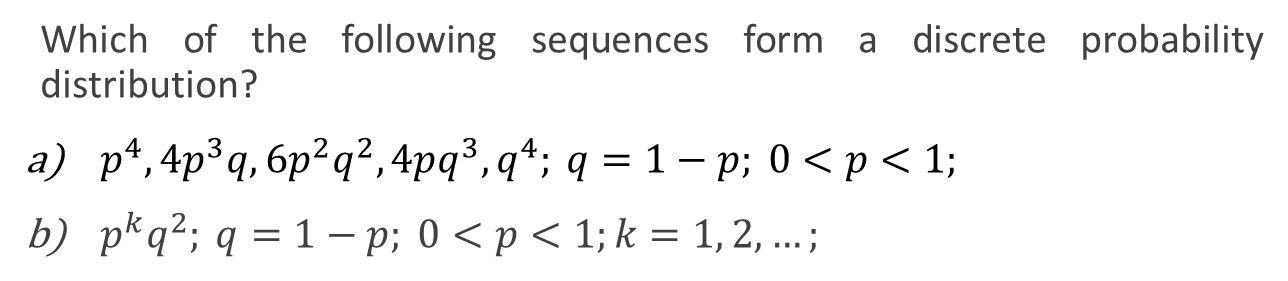 Which of the following sequences form a discrete probability
distribution?
a) p⁴, 4p³q, 6p²q², 4pq³, q⁴; q = 1 − p; 0 < p < 1;
b) pᵏq²; q = 1 − p; 0 < p < 1; k = 1, 2, … ;